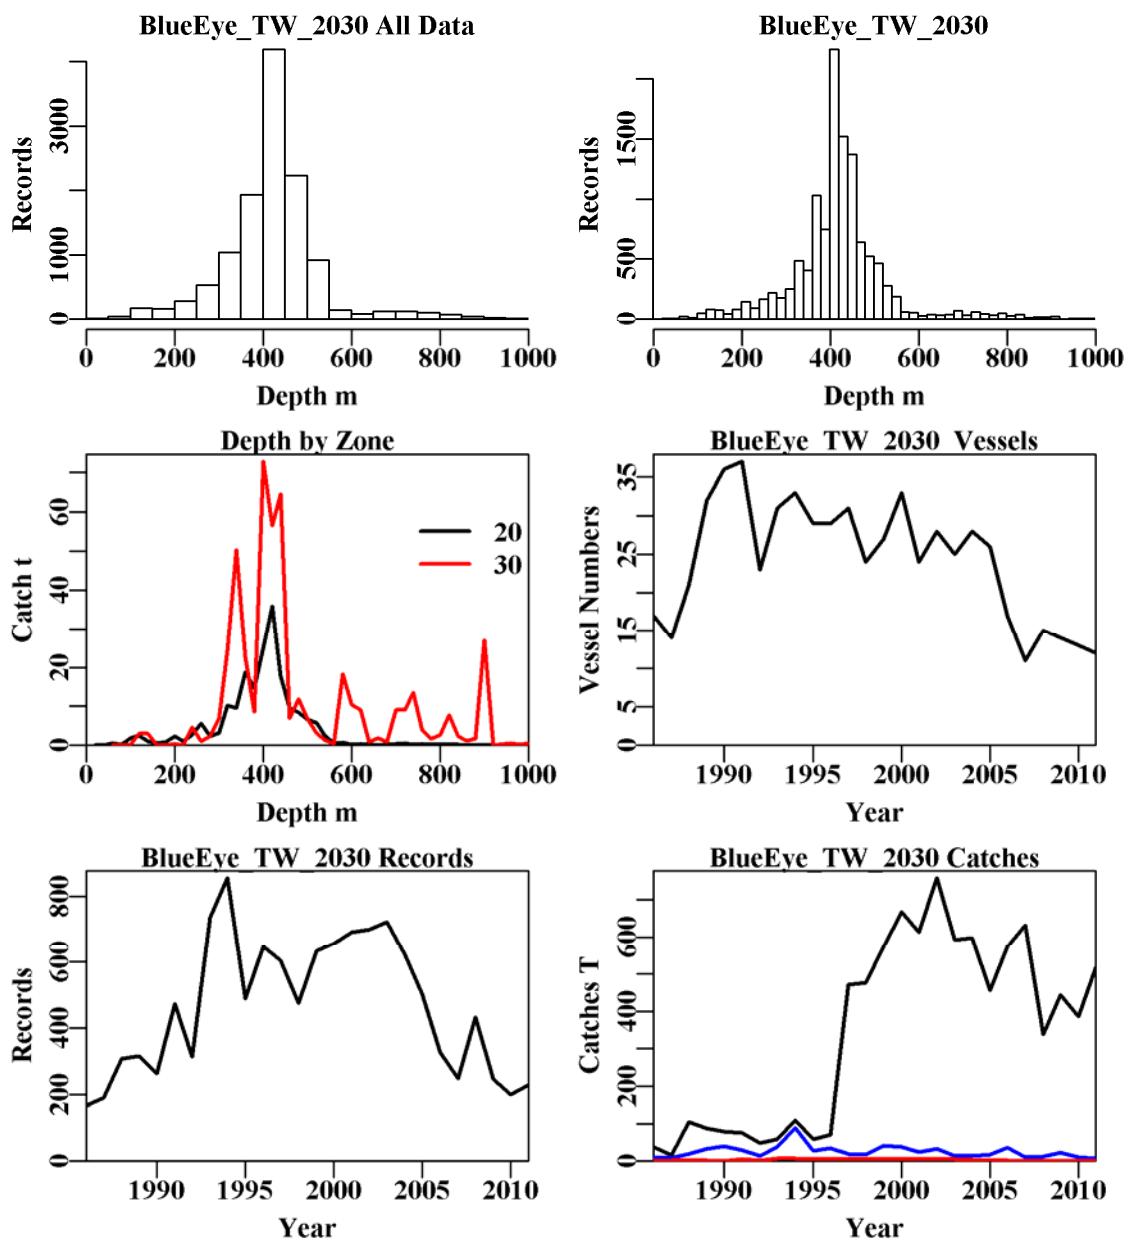 BlueEye_TW_2030 All Data
Records
0 1000 3000
0 200 400 600 800 1000
Depth m
BlueEye_TW_2030
Records
0 500 1500
0 200 400 600 800 1000
Depth m
Depth by Zone
Catch t
0 20 40 60
20
30
0 200 400 600 800 1000
Depth m
BlueEye_TW_2030_Vessels
Vessel Numbers
0 5 15 25 35
1990 1995 2000 2005 2010
Year
BlueEye_TW_2030 Records
Records
0 200 400 600 800
1990 1995 2000 2005 2010
Year
BlueEye_TW_2030 Catches
Catches T
0 200 400 600
1990 1995 2000 2005 2010
Year